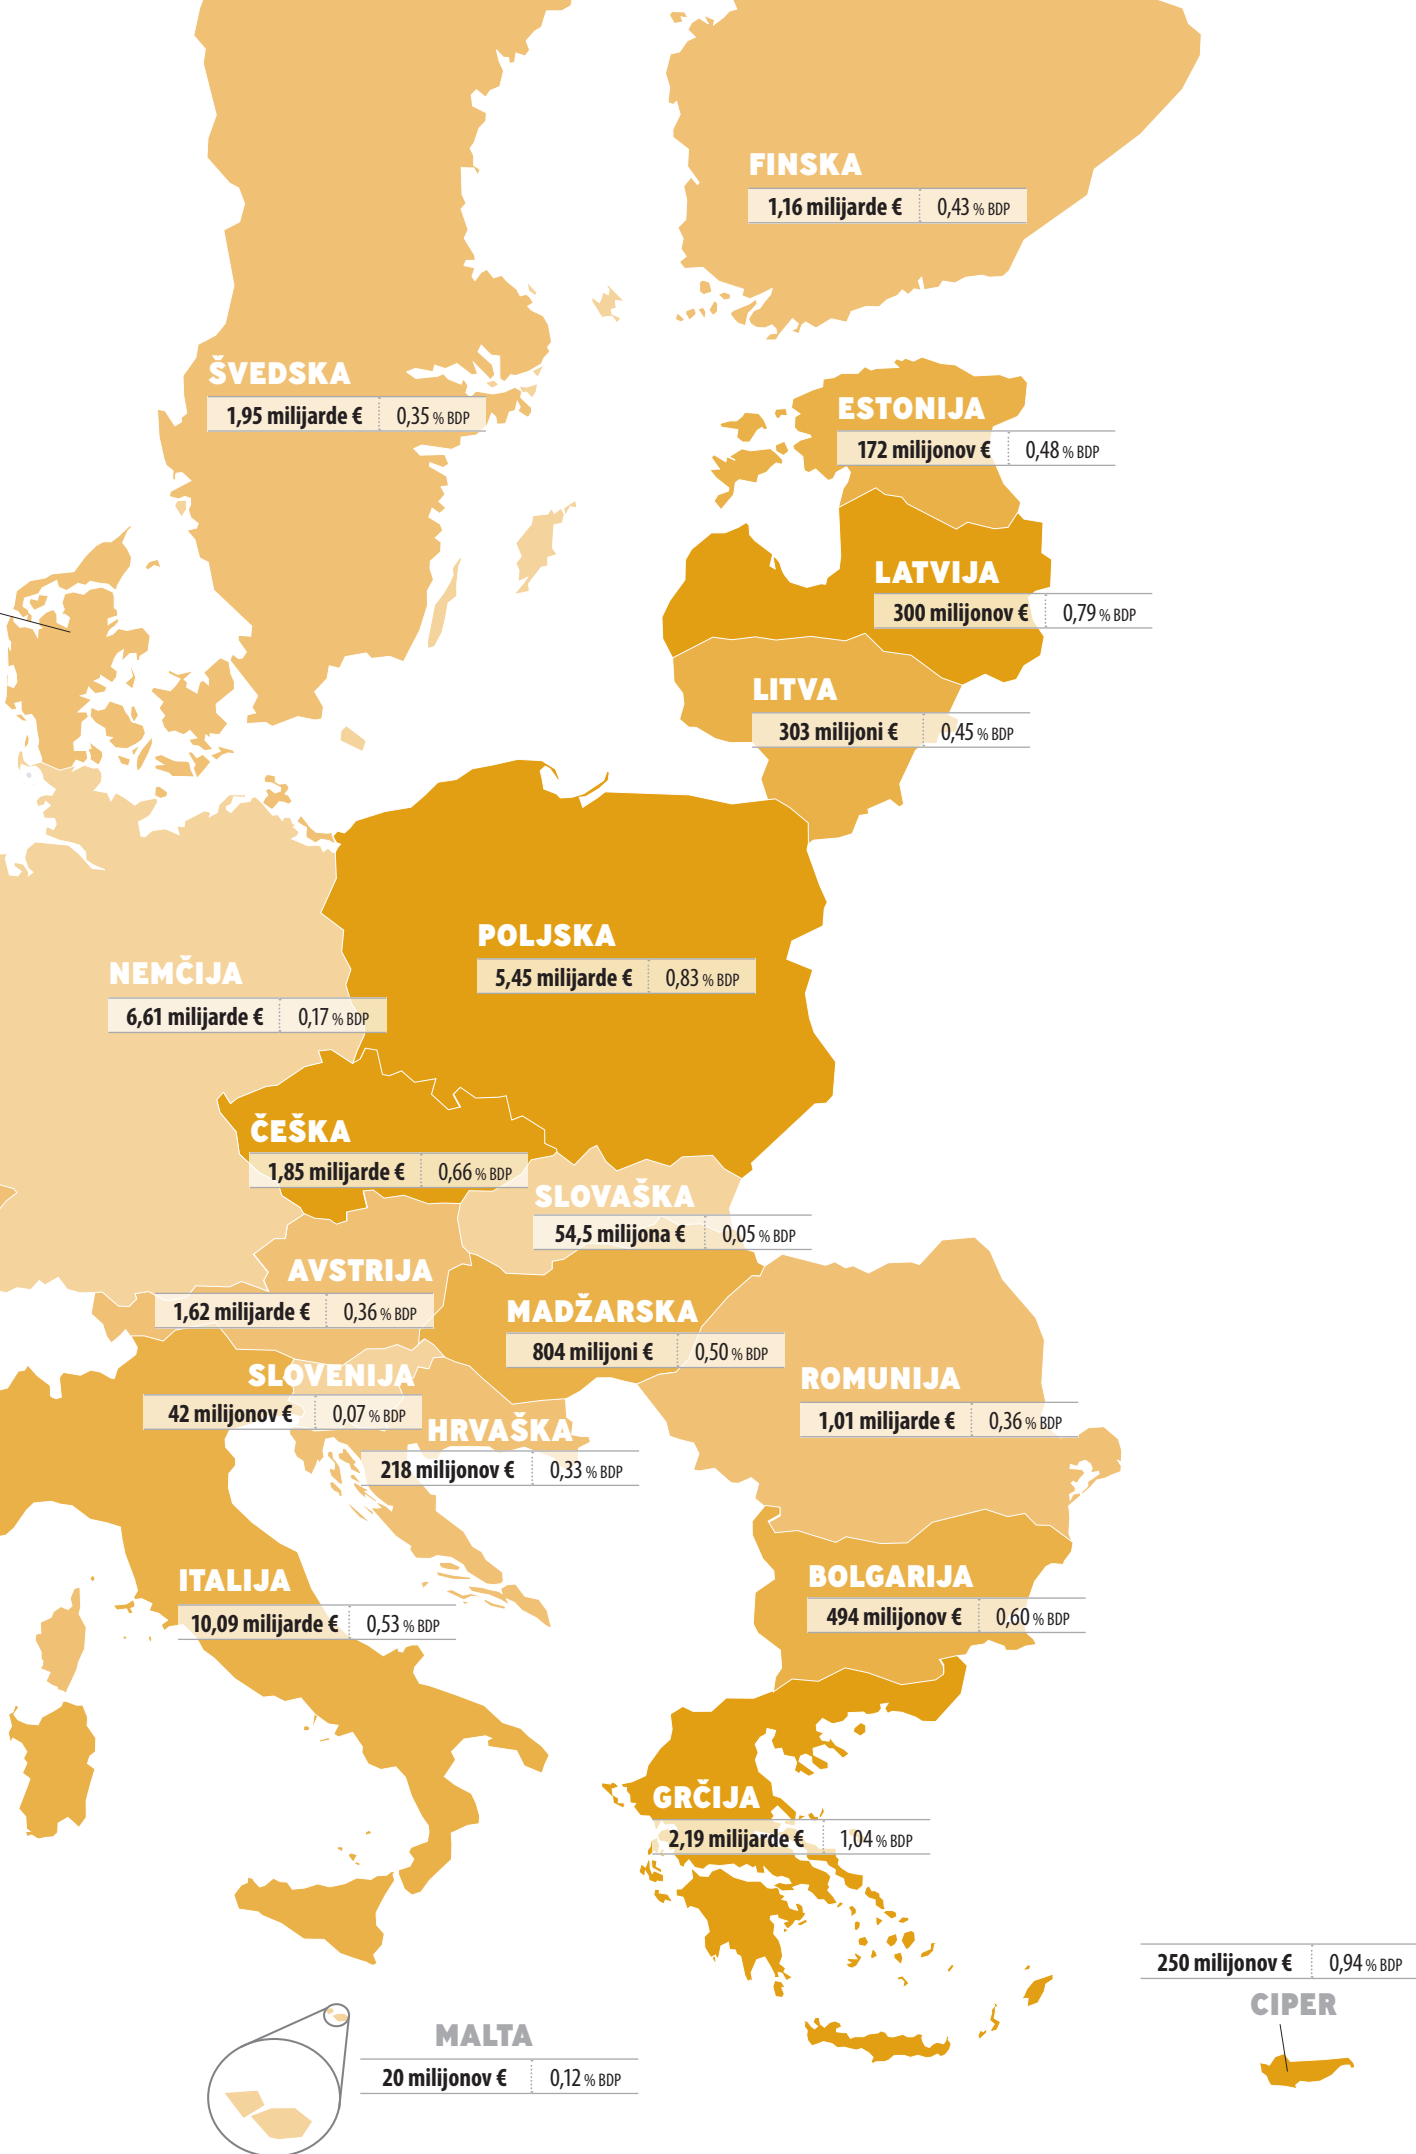 FINSKA
1,16 milijarde € 0,43 % BDP
ŠVEDSKA
1,95 milijarde € 0,35 % BDP
ESTONIJA
172 milijonov € 0,48 % BDP
LATVIJA
300 milijonov € 0,79 % BDP
LITVA
303 milijoni € 0,45 % BDP
POLJSKA
5,45 milijarde € 0,83 % BDP
NEMČIJA
6,61 milijarde € 0,17 % BDP
ČEŠKA
1,85 milijarde € 0,66 % BDP
SLOVAŠKA
54,5 milijona € 0,05 % BDP
AVSTRIJA
1,62 milijarde € 0,36 % BDP
MADŽARSKA
804 milijoni € 0,50 % BDP
SLOVENIJA
42 milijonov € 0,07 % BDP
ROMUNIJA
1,01 milijarde € 0,36 % BDP
HRVAŠKA
218 milijonov € 0,33 % BDP
ITALIJA
10,09 milijarde € 0,53 % BDP
BOLGARIJA
494 milijonov € 0,60 % BDP
GRČIJA
2,19 milijarde € 1,04 % BDP
250 milijonov € 0,94 % BDP
CIPER
MALTA
20 milijonov € 0,12 % BDP